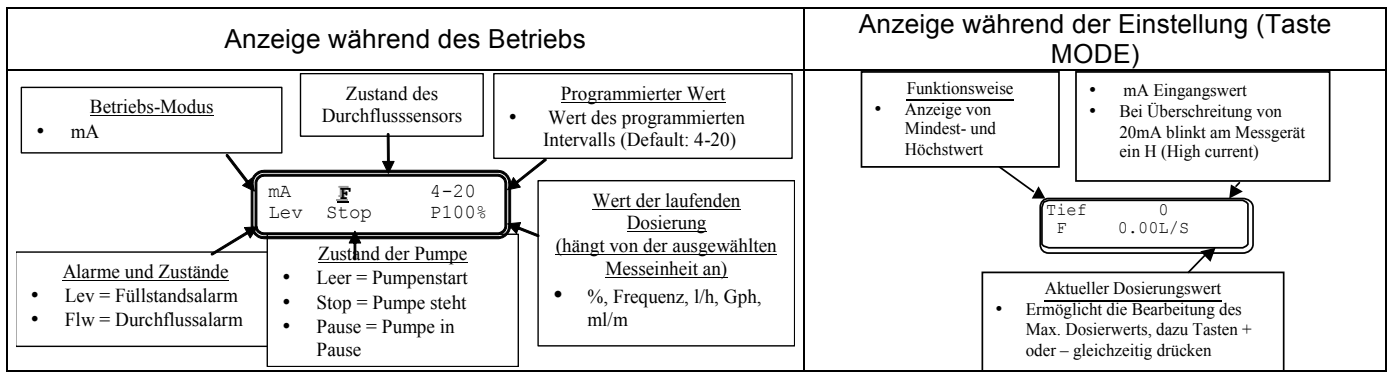 Anzeige während des Betriebs
Anzeige während der Einstellung (Taste
MODE)
Betriebs-Modus
• mA
Zustand des
Durchflusssensors
Programmierter Wert
• Wert des programmierten
Intervalls (Default: 4-20)
mA F 4-20
Lev Stop P100%
Alarme und Zustände
• Lev = Füllstandsalarm
• Flw = Durchflussalarm
Zustand der Pumpe
• Leer = Pumpenstart
• Stop = Pumpe steht
• Pause = Pumpe in
Pause
Wert der laufenden
Dosierung
(hängt von der ausgewählten
Messeinheit an)
• %, Frequenz, l/h, Gph,
ml/m
Funktionsweise
• Anzeige von
Mindest- und
Höchstwert
• mA Eingangswert
• Bei Überschreitung von
20mA blinkt am Messgerät
ein H (High current)
Tief 0
F 0.00L/S
Aktueller Dosierungswert
• Ermöglicht die Bearbeitung des
Max. Dosierwerts, dazu Tasten +
oder – gleichzeitig drücken